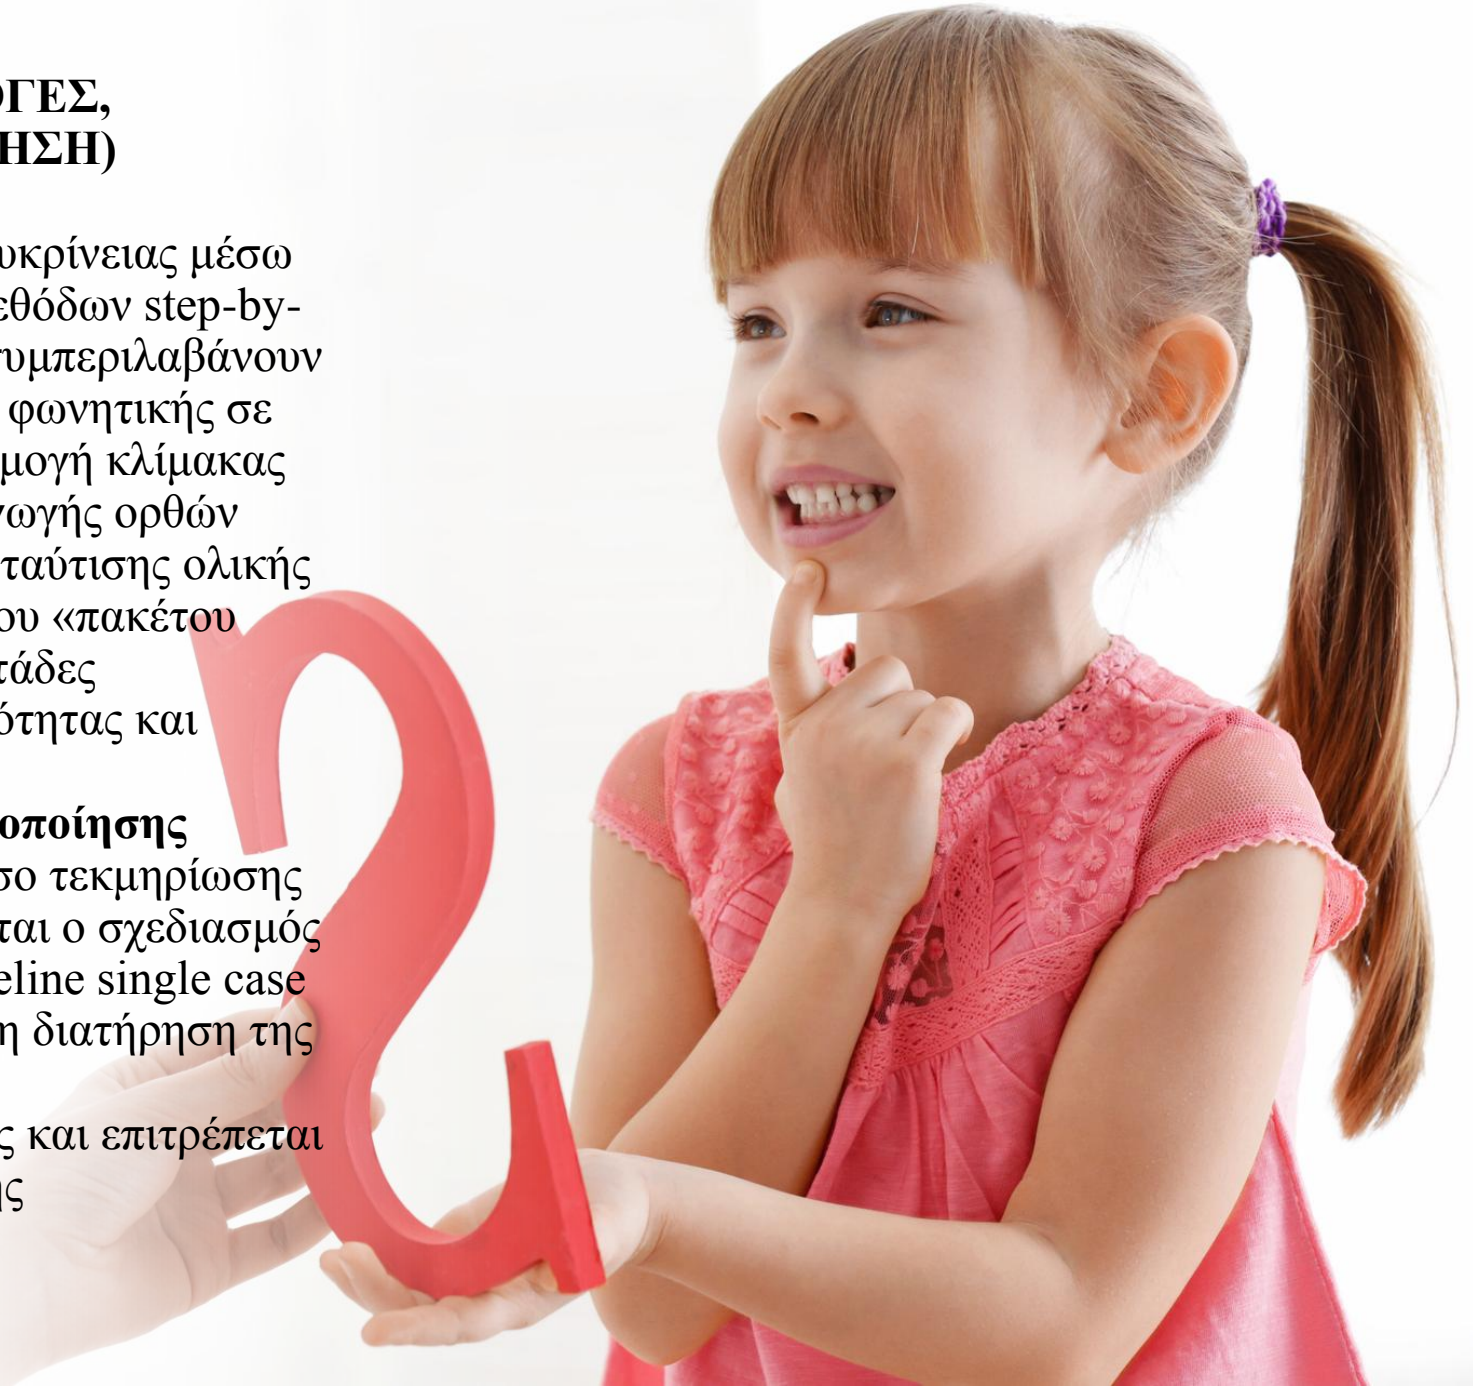 ΟΓΕΣ,
ΗΣΗ)
υκρίνειας μέσω
εθόδων step-by-
συμπεριλαβάνουν
φωνητικής σε
μογή κλίμακας
γωγής ορθών
ταύτισης ολικής
ου «πακέτου
τάδες
ότητας και
οποίησης
σο τεκμηρίωσης
ται ο σχεδιασμός
eline single case
η διατήρηση της
ς και επιτρέπεται
ης